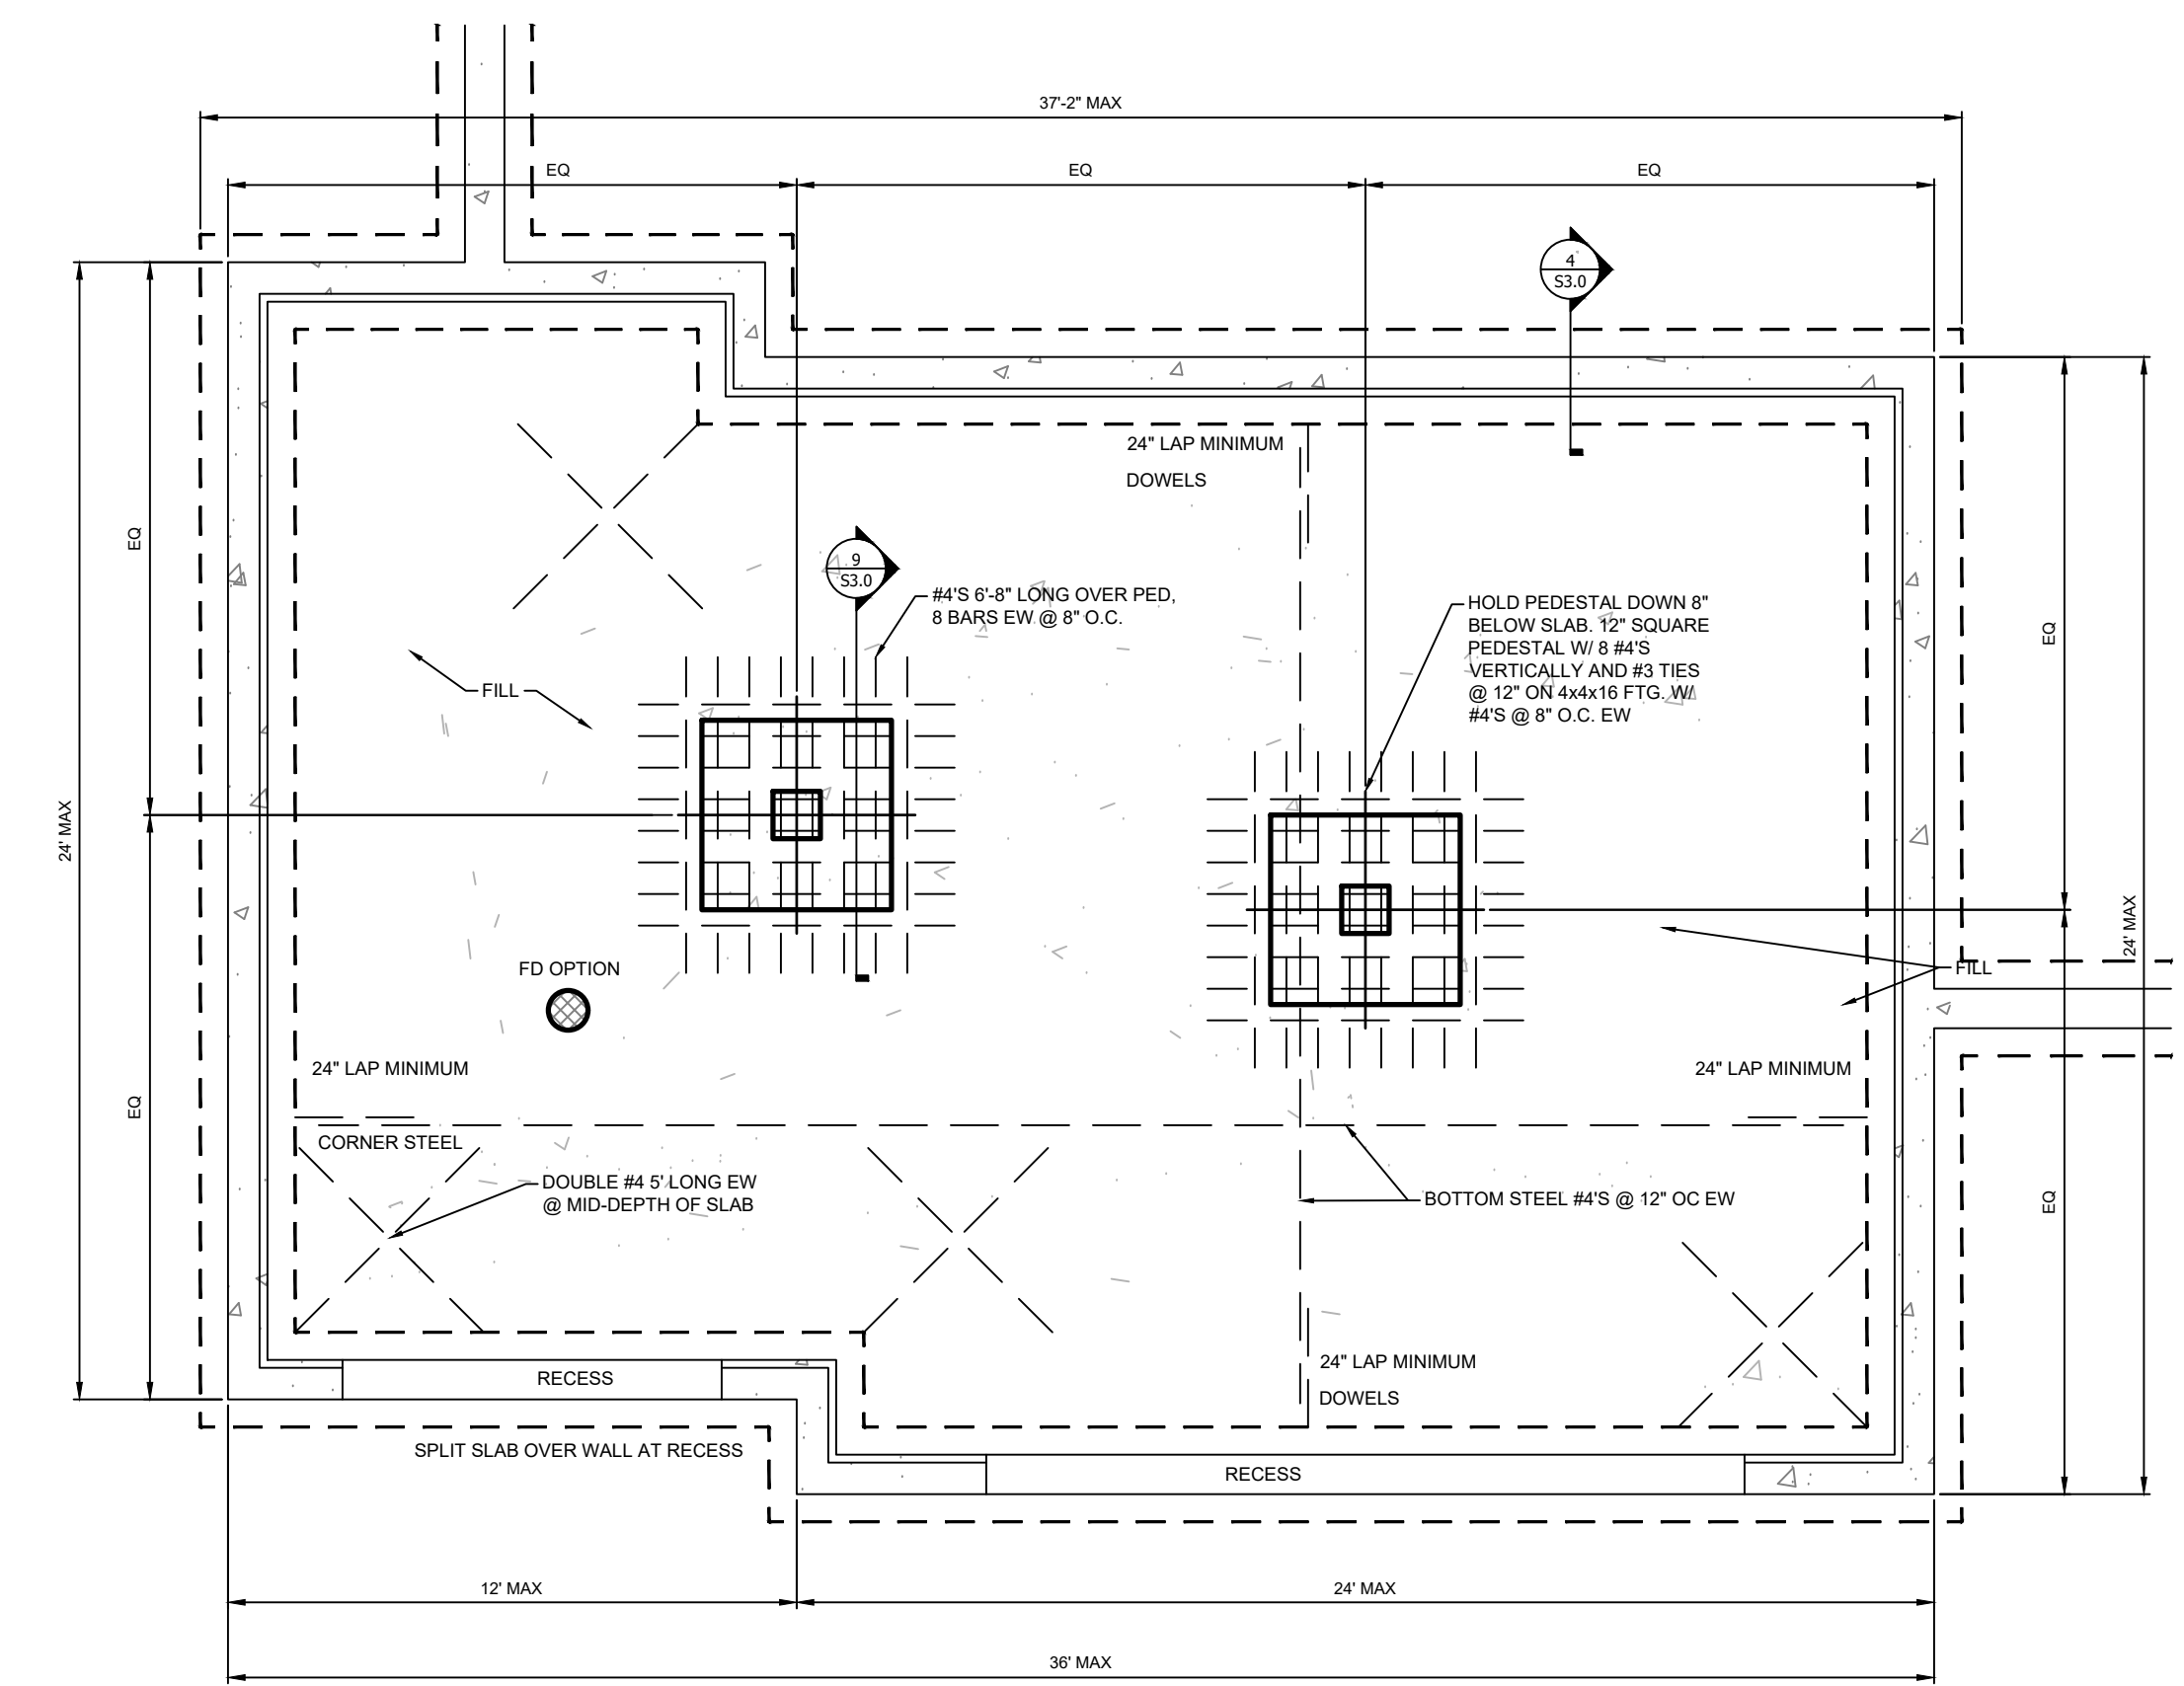 37'-2" MAX
EQ
EQ
EQ
4
S3.0
24" LAP MINIMUM
DOWELS
EQ
9
S3.0
#4'S 6'-8" LONG OVER PED,
8 BARS EW @ 8" O.C.
HOLD PEDESTAL DOWN 8"
BELOW SLAB. 12" SQUARE
PEDESTAL W/ 8 #4'S
VERTICALLY AND #3 TIES
@ 12" ON 4x4x16 FTG. W/
#4'S @ 8" O.C. EW
EQ
FILL
24' MAX
24' MAX
FD OPTION
FILL
24" LAP MINIMUM
24" LAP MINIMUM
EQ
CORNER STEEL
DOUBLE #4 5' LONG EW
@ MID-DEPTH OF SLAB
BOTTOM STEEL #4'S @ 12" OC EW
EQ
24" LAP MINIMUM
DOWELS
RECESS
SPLIT SLAB OVER WALL AT RECESS
RECESS
12' MAX
24' MAX
36' MAX